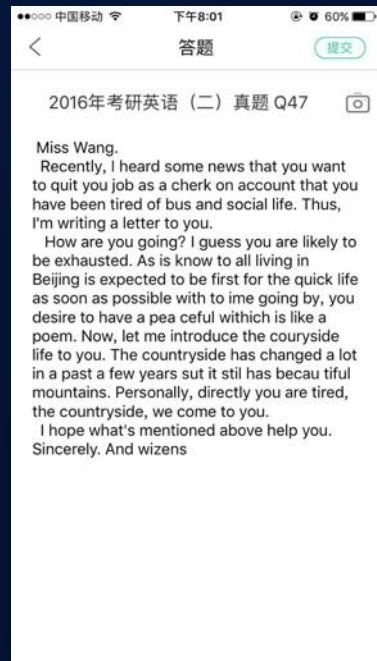 中国移动 下午8:01 60%
答题 提交
2016年考研英语（二）真题 Q47
Miss Wang.
Recently, I heard some news that you want
to quit you job as a cherk on account that you
have been tired of bus and social life. Thus,
I'm writing a letter to you.
How are you going? I guess you are likely to
be exhausted. As is know to all living in
Beijing is expected to be first for the quick life
as soon as possible with to ime going by, you
desire to have a pea ceful withich is like a
poem. Now, let me introduce the couryside
life to you. The countryside has changed a lot
in a past a few years sut it stil has becau tiful
mountains. Personally, directly you are tired,
the countryside, we come to you.
I hope what's mentioned above help you.
Sincerely. And wizens